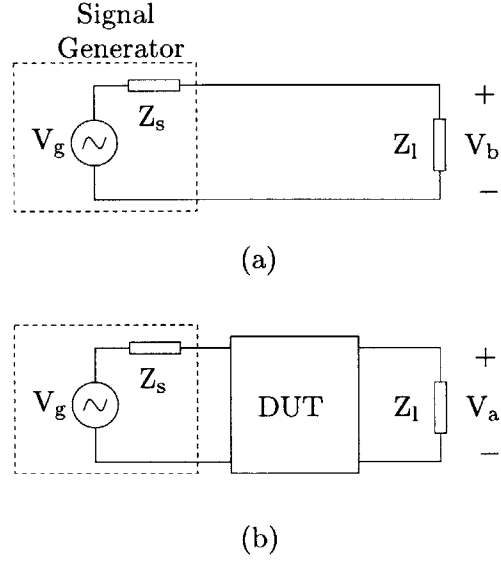 Signal
Generator
Z_s
V_g
Z_l
V_b
+
−
(a)
Z_s
V_g
DUT
Z_l
V_a
+
−
(b)